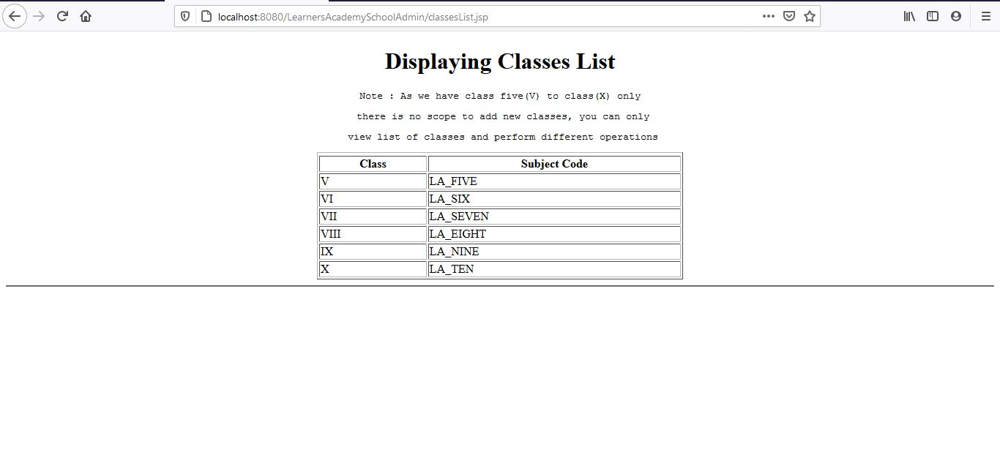 localhost:8080/LearnersAcademySchoolAdmin/classesList.jsp
Displaying Classes List
Note : As we have class five(V) to class(X) only
there is no scope to add new classes, you can only
view list of classes and perform different operations
Class Subject Code
V LA_FIVE
VI LA_SIX
VII LA_SEVEN
VIII LA_EIGHT
IX LA_NINE
X LA_TEN